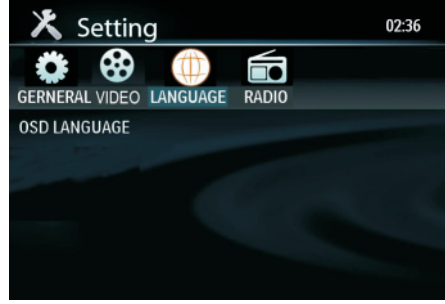 Setting 02:36
GERNERAL VIDEO LANGUAGE RADIO
OSD LANGUAGE